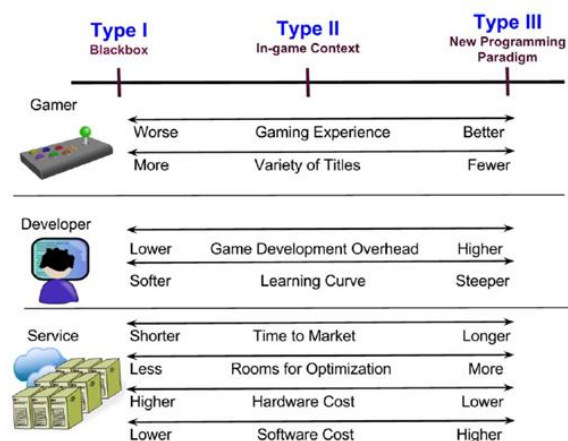 Type I Type II Type III
Blackbox In-game Context New Programming
Paradigm
Gamer
Worse Gaming Experience Better
More Variety of Titles Fewer
Developer
Lower Game Development Overhead Higher
Softer Learning Curve Steeper
Service
Shorter Time to Market Longer
Less Rooms for Optimization More
Higher Hardware Cost Lower
Lower Software Cost Higher